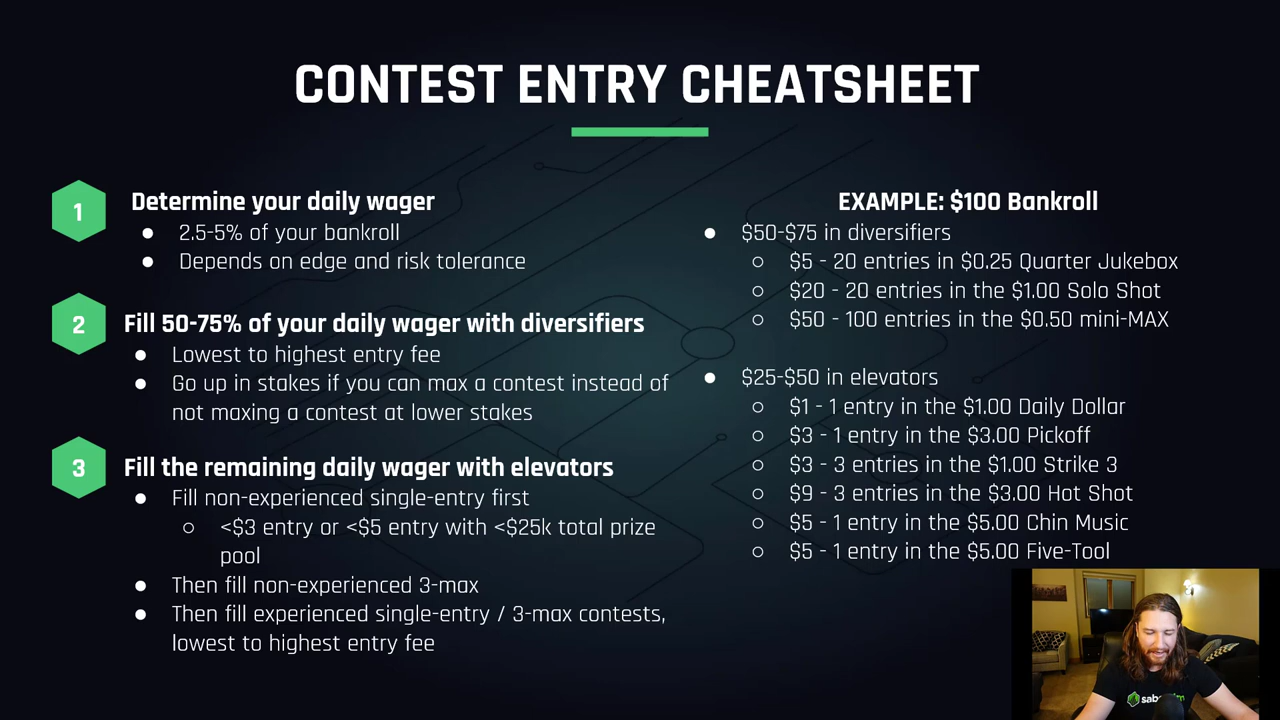 CONTEST ENTRY CHEATSHEET
1
Determine your daily wager
● 2.5-5% of your bankroll
● Depends on edge and risk tolerance
2
Fill 50-75% of your daily wager with diversifiers
● Lowest to highest entry fee
● Go up in stakes if you can max a contest instead of
not maxing a contest at lower stakes
3
Fill the remaining daily wager with elevators
● Fill non-experienced single-entry first
○ <$3 entry or <$5 entry with <$25k total prize
pool
● Then fill non-experienced 3-max
● Then fill experienced single-entry / 3-max contests,
lowest to highest entry fee
EXAMPLE: $100 Bankroll
● $50-$75 in diversifiers
○ $5 - 20 entries in $0.25 Quarter Jukebox
○ $20 - 20 entries in the $1.00 Solo Shot
○ $50 - 100 entries in the $0.50 mini-MAX
● $25-$50 in elevators
○ $1 - 1 entry in the $1.00 Daily Dollar
○ $3 - 1 entry in the $3.00 Pickoff
○ $3 - 3 entries in the $1.00 Strike 3
○ $9 - 3 entries in the $3.00 Hot Shot
○ $5 - 1 entry in the $5.00 Chin Music
○ $5 - 1 entry in the $5.00 Five-Tool